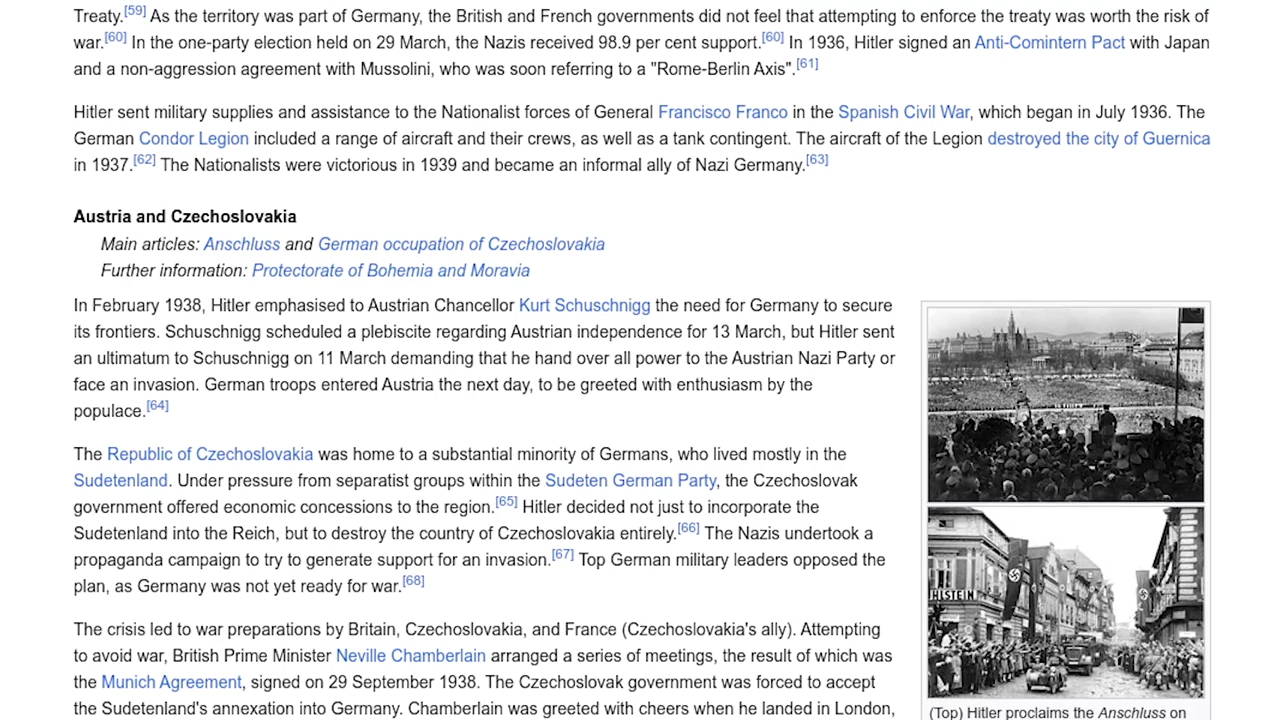 Treaty.[59] As the territory was part of Germany, the British and French governments did not feel that attempting to enforce the treaty was worth the risk of
war.[60] In the one-party election held on 29 March, the Nazis received 98.9 per cent support.[60] In 1936, Hitler signed an Anti-Comintern Pact with Japan
and a non-aggression agreement with Mussolini, who was soon referring to a "Rome-Berlin Axis".[61]
Hitler sent military supplies and assistance to the Nationalist forces of General Francisco Franco in the Spanish Civil War, which began in July 1936. The
German Condor Legion included a range of aircraft and their crews, as well as a tank contingent. The aircraft of the Legion destroyed the city of Guernica
in 1937.[62] The Nationalists were victorious in 1939 and became an informal ally of Nazi Germany.[63]
Austria and Czechoslovakia
Main articles: Anschluss and German occupation of Czechoslovakia
Further information: Protectorate of Bohemia and Moravia
In February 1938, Hitler emphasised to Austrian Chancellor Kurt Schuschnigg the need for Germany to secure
its frontiers. Schuschnigg scheduled a plebiscite regarding Austrian independence for 13 March, but Hitler sent
an ultimatum to Schuschnigg on 11 March demanding that he hand over all power to the Austrian Nazi Party or
face an invasion. German troops entered Austria the next day, to be greeted with enthusiasm by the
populace.[64]
The Republic of Czechoslovakia was home to a substantial minority of Germans, who lived mostly in the
Sudetenland. Under pressure from separatist groups within the Sudeten German Party, the Czechoslovak
government offered economic concessions to the region.[65] Hitler decided not just to incorporate the
Sudetenland into the Reich, but to destroy the country of Czechoslovakia entirely.[66] The Nazis undertook a
propaganda campaign to try to generate support for an invasion.[67] Top German military leaders opposed the
plan, as Germany was not yet ready for war.[68]
The crisis led to war preparations by Britain, Czechoslovakia, and France (Czechoslovakia's ally). Attempting
to avoid war, British Prime Minister Neville Chamberlain arranged a series of meetings, the result of which was
the Munich Agreement, signed on 29 September 1938. The Czechoslovak government was forced to accept
the Sudetenland's annexation into Germany. Chamberlain was greeted with cheers when he landed in London,
UHLSTEIN
(Top) Hitler proclaims the Anschluss on